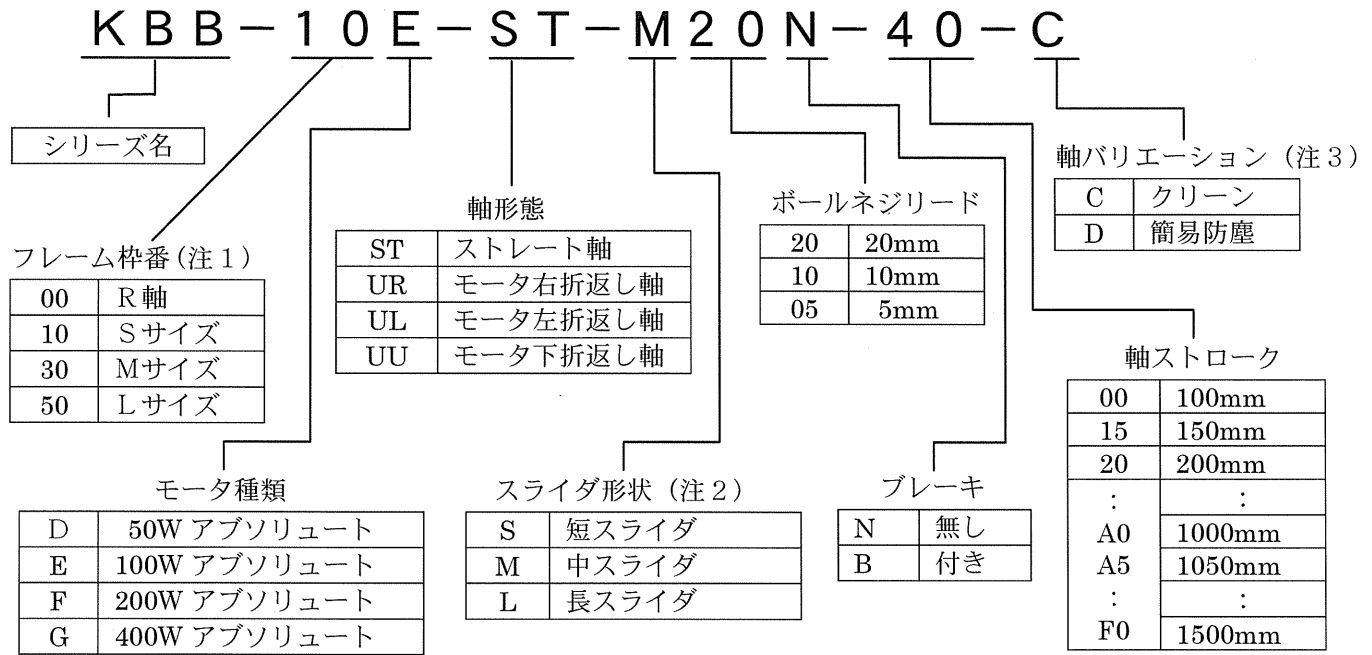 KBB-10E-ST-M20N-40-C
シリーズ名
フレーム枠番(注1)
00 R軸
10 Sサイズ
30 Mサイズ
50 Lサイズ
軸形態
ST ストレート軸
UR モータ右折返し軸
UL モータ左折返し軸
UU モータ下折返し軸
ボールネジリード
20 20mm
10 10mm
05 5mm
軸バリエーション(注3)
C クリーン
D 簡易防塵
モータ種類
D 50W アブソリュート
E 100W アブソリュート
F 200W アブソリュート
G 400W アブソリュート
スライダ形状(注2)
S 短スライダ
M 中スライダ
L 長スライダ
ブレーキ
N 無し
B 付き
軸ストローク
00 100mm
15 150mm
20 200mm
: :
A0 1000mm
A5 1050mm
: :
F0 1500mm